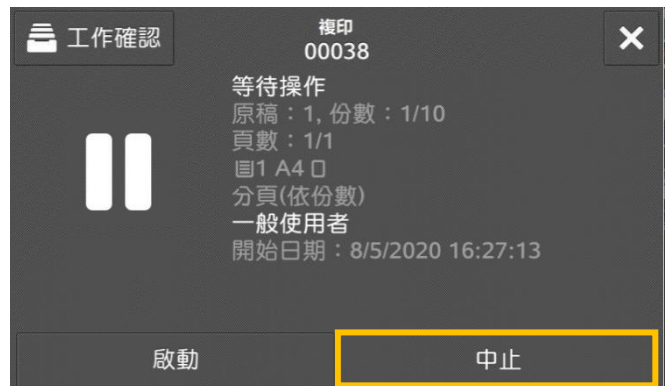 工作確認
複印
00038
等待操作
原稿：1, 份數：1/10
頁數：1/1
1 A4
分頁(依份數)
一般使用者
開始日期：8/5/2020 16:27:13
啟動
中止